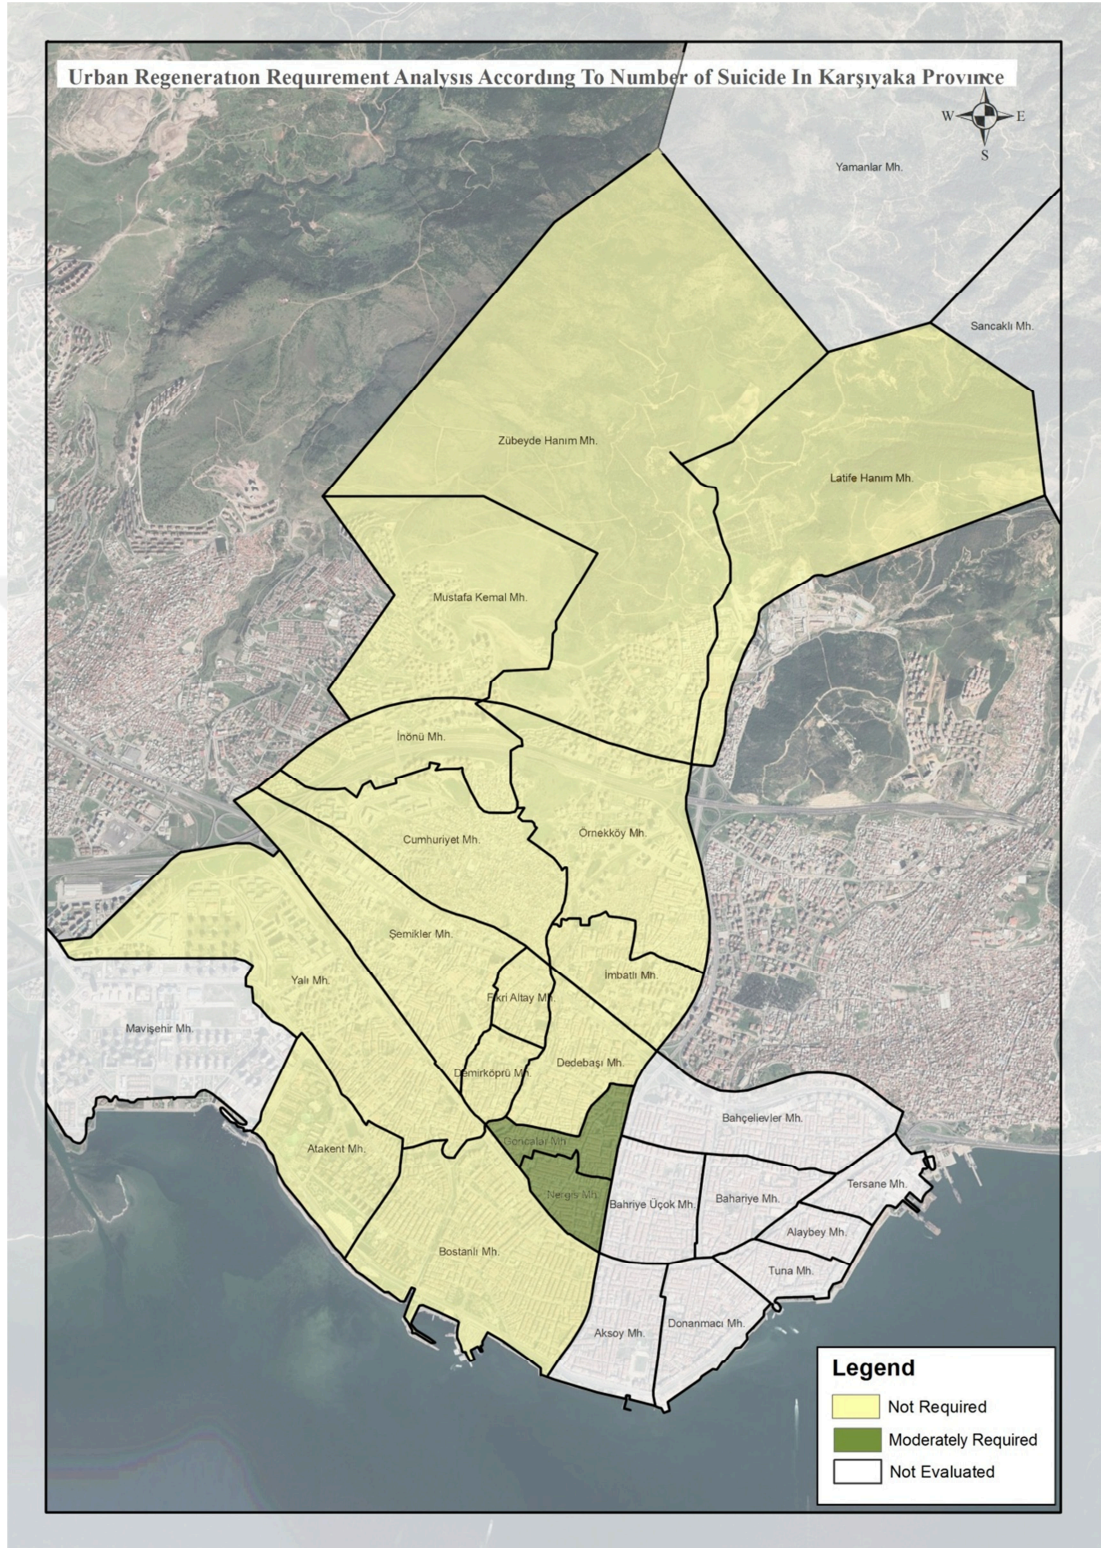 Urban Regeneratıon Requırement Analysıs Accordıng To Number of Suicide In Karşıyaka Provınce
W
E
S
Yamanlar Mh.
Sancaklı Mh.
Zübeyde Hanım Mh.
Latife Hanım Mh.
Mustafa Kemal Mh.
İnönü Mh.
Cumhuriyet Mh.
Örnekköy Mh.
Şemikler Mh.
İmbatlı Mh.
Yalı Mh.
Fikri Altay Mh.
Mavişehir Mh.
Dedebaşı Mh.
Demirköprü Mh.
Bahçelievler Mh.
Goncalar Mh.
Atakent Mh.
Tersane Mh.
Nergis Mh.
Bahriye Üçok Mh.
Bahariye Mh.
Alaybey Mh.
Bostanlı Mh.
Tuna Mh.
Donanmacı Mh.
Aksoy Mh.
Legend
Not Required
Moderately Required
Not Evaluated